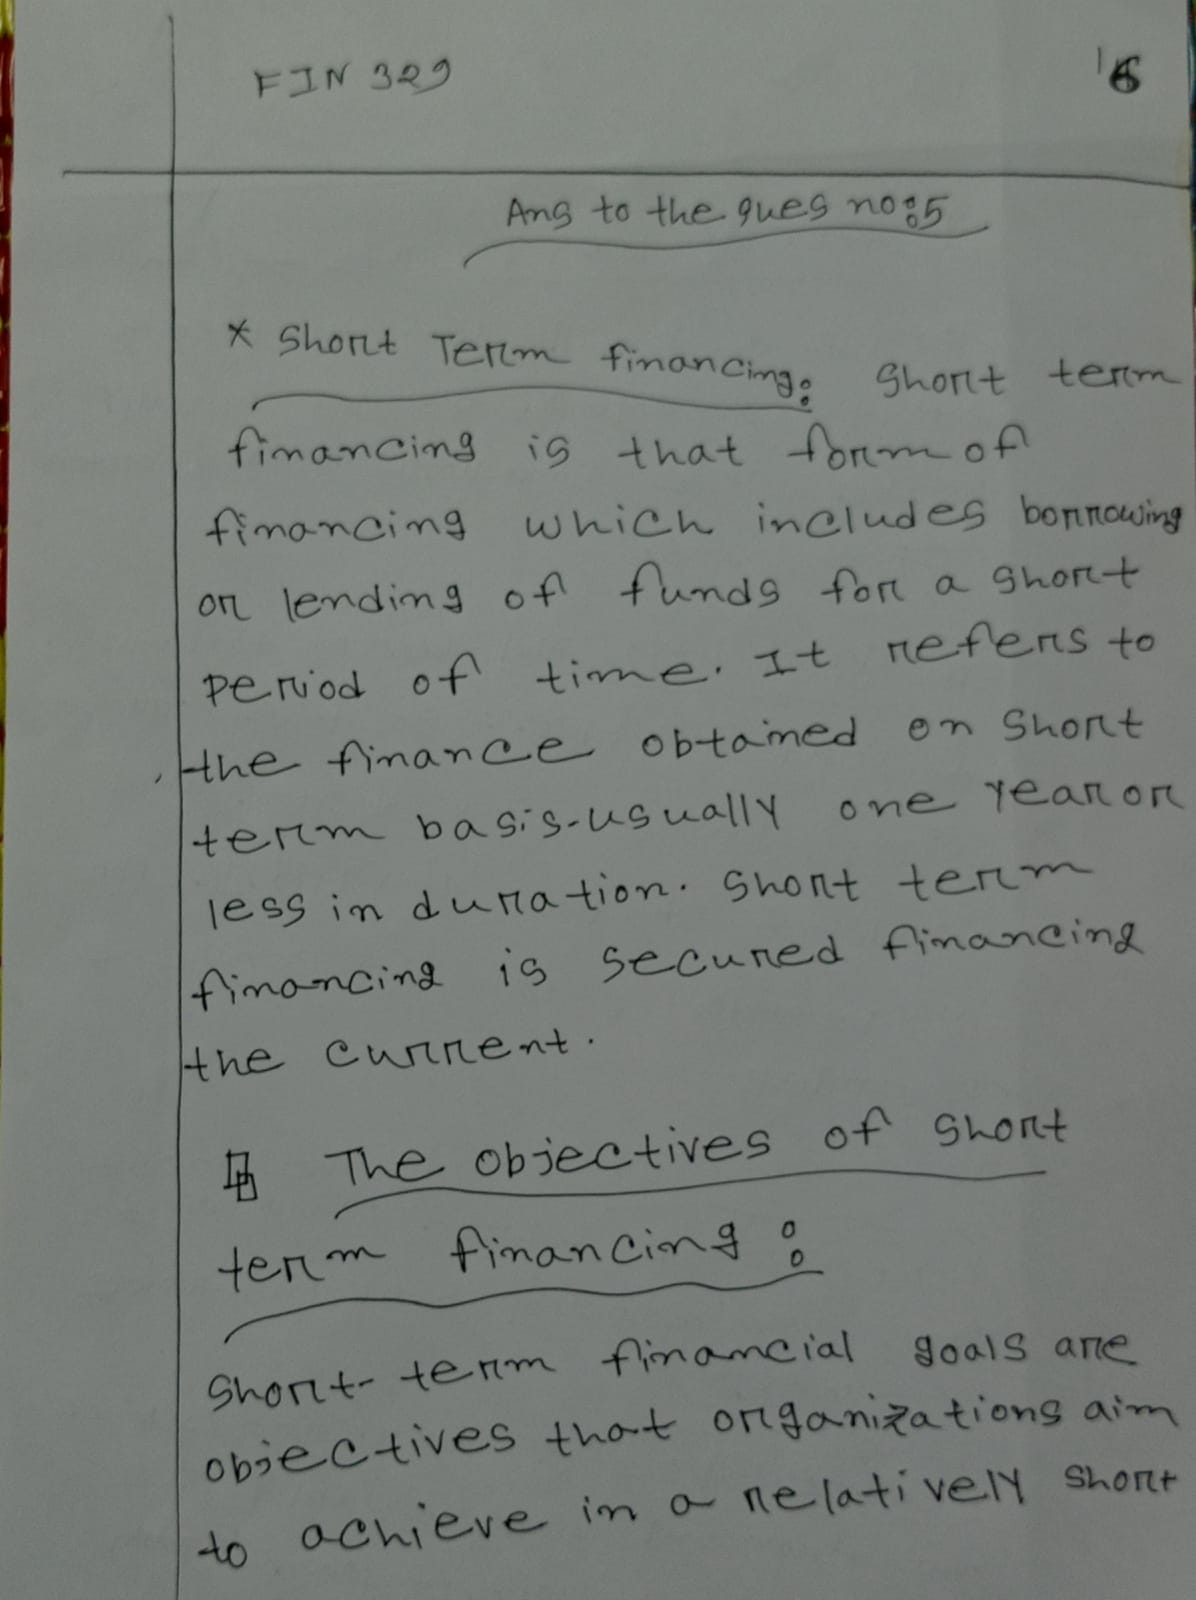 FIN 329
16
Ans to the ques no:5
* Short Term financing: Short term
financing is that form of
financing which includes borrowing
or lending of funds for a short
period of time. It refers to
the finance obtained on short
term basis-usually one year or
less in duration. Short term
financing is secured financing
the current.
The objectives of short
term financing:
Short-term financial goals are
objectives that organizations aim
to achieve in a relatively short